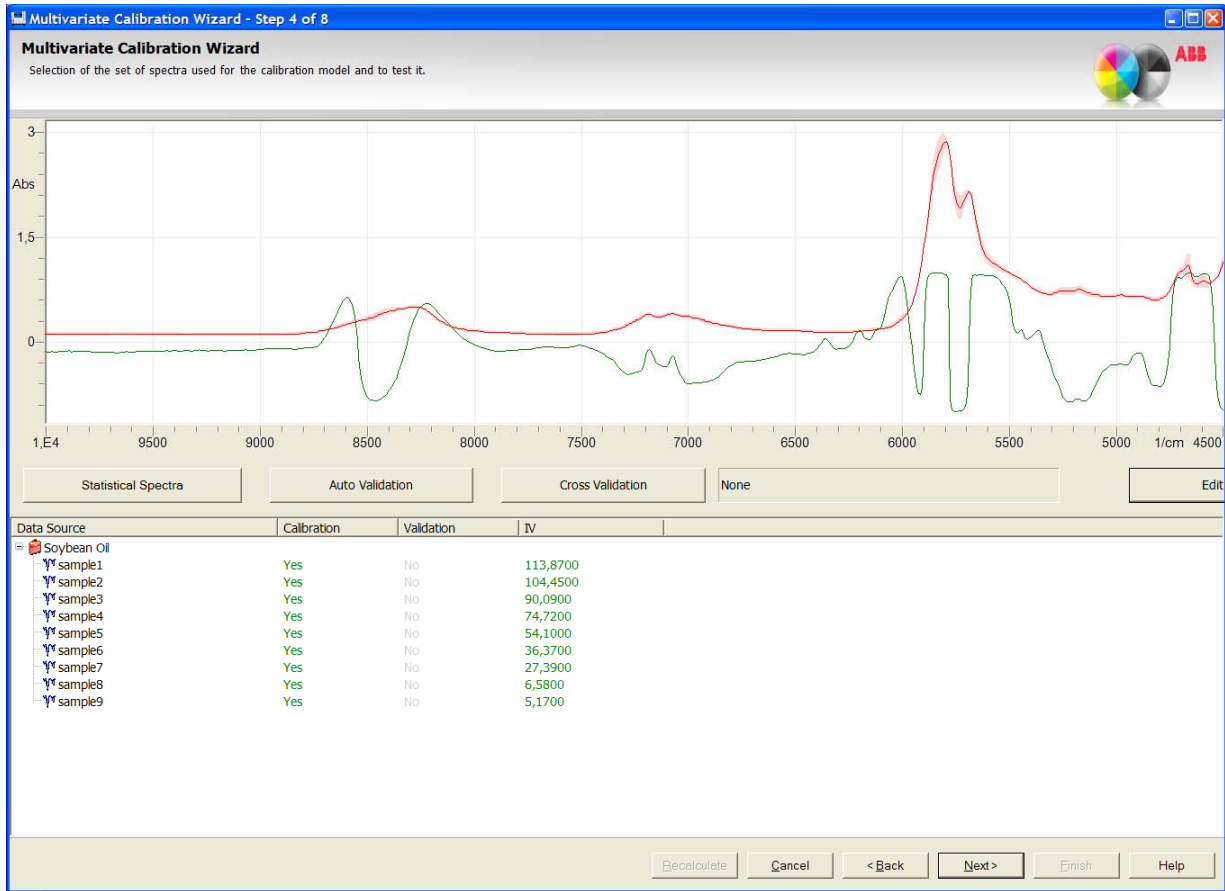 Multivariate Calibration Wizard - Step 4 of 8
Multivariate Calibration Wizard
Selection of the set of spectra used for the calibration model and to test it.
ABB
3
Abs
1,5
0
1,E4 9500 9000 8500 8000 7500 7000 6500 6000 5500 5000 1/cm 4500
Statistical Spectra Auto Validation Cross Validation None Edit
Data Source Calibration Validation IV
Soybean Oil
sample1 Yes No 113,8700
sample2 Yes No 104,4500
sample3 Yes No 90,0900
sample4 Yes No 74,7200
sample5 Yes No 54,1000
sample6 Yes No 36,3700
sample7 Yes No 27,3900
sample8 Yes No 6,5800
sample9 Yes No 5,1700
Recalculate Cancel < Back Next > Finish Help